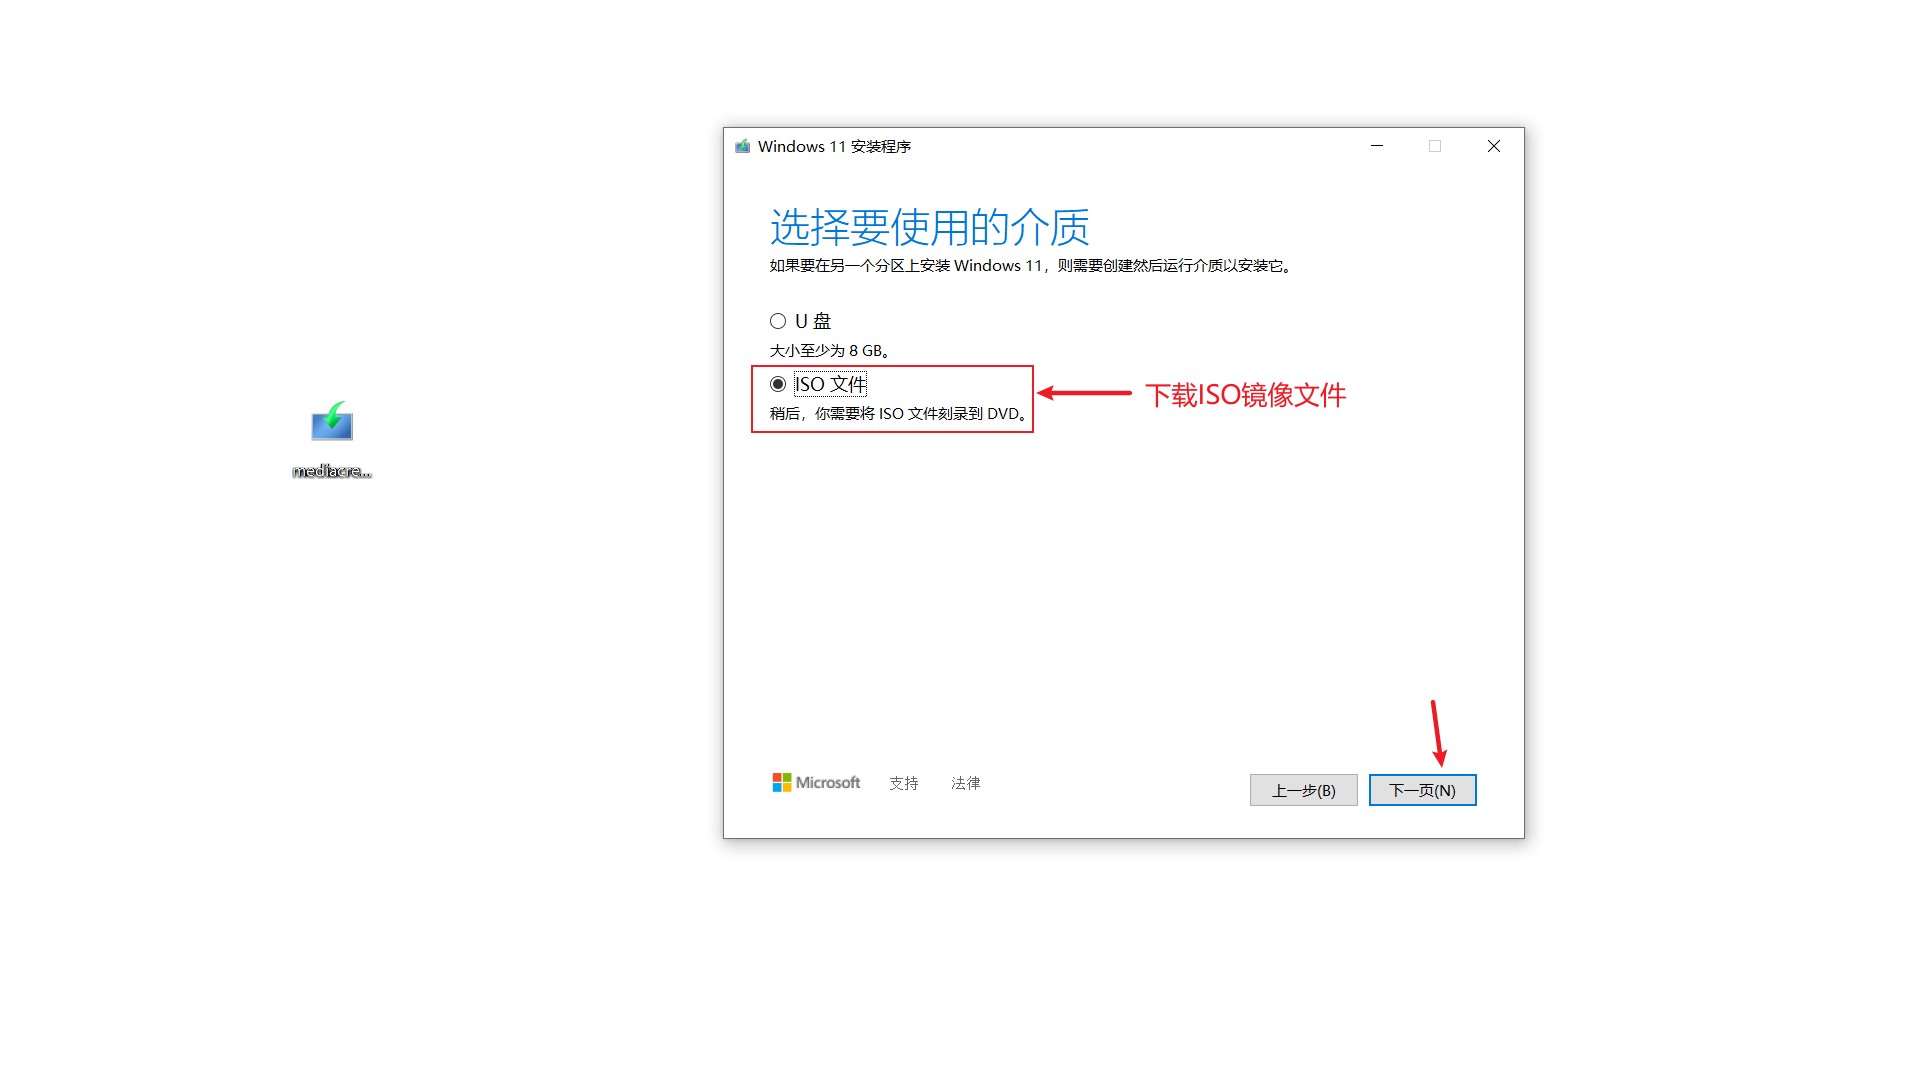 Windows 11 安装程序
选择要使用的介质
如果要在另一个分区上安装 Windows 11，则需要创建然后运行介质以安装它。
U 盘
大小至少为 8 GB。
ISO 文件
稍后，你需要将 ISO 文件刻录到 DVD。
下载ISO镜像文件
mediacre...
Microsoft 支持 法律
上一步(B) 下一页(N)